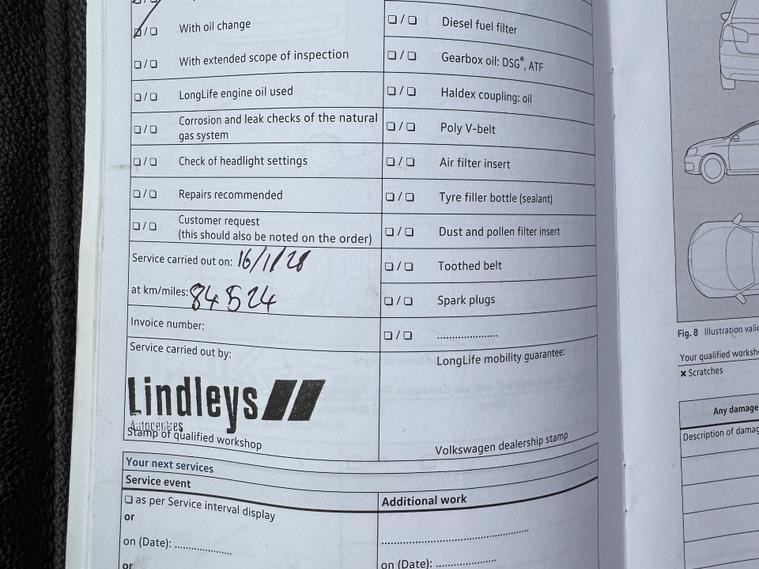 With oil change
With extended scope of inspection
LongLife engine oil used
Corrosion and leak checks of the natural
gas system
Check of headlight settings
Repairs recommended
Customer request
(this should also be noted on the order)
Service carried out on: 16/1/
at km/miles: 84524
Invoice number:
Service carried out by:
Lindleys
Autocentres
Stamp of qualified workshop
Diesel fuel filter
Gearbox oil: DSG®, ATF
Haldex coupling: oil
Poly V-belt
Air filter insert
Tyre filler bottle (sealant)
Dust and pollen filter insert
Toothed belt
Spark plugs
LongLife mobility guarantee:
Volkswagen dealership stamp
Your next services
Service event
❏ as per Service interval display
or
on (Date): ..................
or
Additional work
on (Date): ..................
Fig. 8 Illustration
Your qualified
✖ Scratches
Any damage
Description of